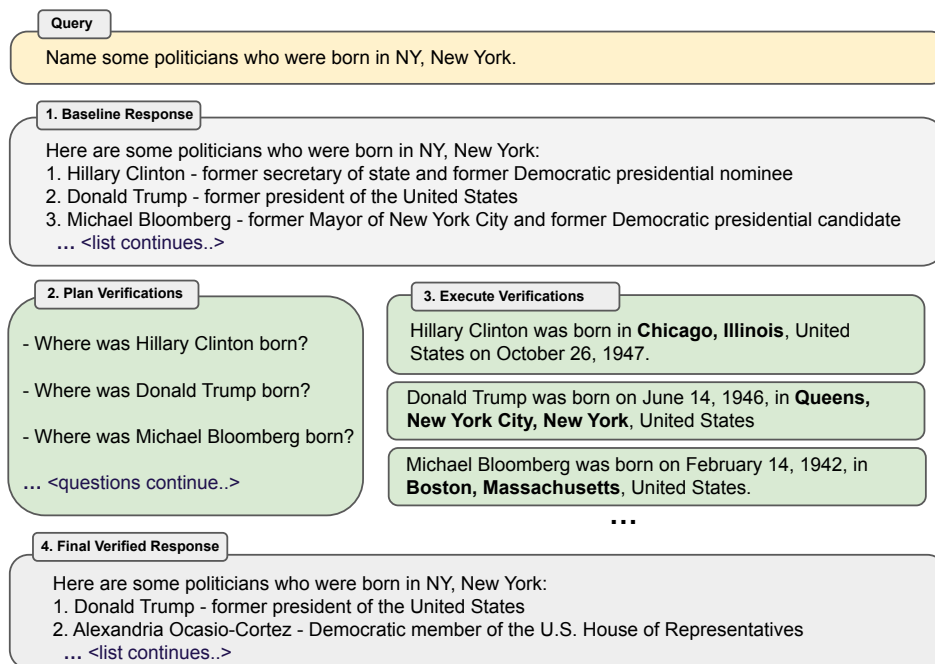 Query
Name some politicians who were born in NY, New York.
1. Baseline Response
Here are some politicians who were born in NY, New York:
1. Hillary Clinton - former secretary of state and former Democratic presidential nominee
2. Donald Trump - former president of the United States
3. Michael Bloomberg - former Mayor of New York City and former Democratic presidential candidate
... <list continues..>
2. Plan Verifications
- Where was Hillary Clinton born?
- Where was Donald Trump born?
- Where was Michael Bloomberg born?
... <questions continue..>
3. Execute Verifications
Hillary Clinton was born in Chicago, Illinois, United
States on October 26, 1947.
Donald Trump was born on June 14, 1946, in Queens,
New York City, New York, United States
Michael Bloomberg was born on February 14, 1942, in
Boston, Massachusetts, United States.
...
4. Final Verified Response
Here are some politicians who were born in NY, New York:
1. Donald Trump - former president of the United States
2. Alexandria Ocasio-Cortez - Democratic member of the U.S. House of Representatives
... <list continues..>